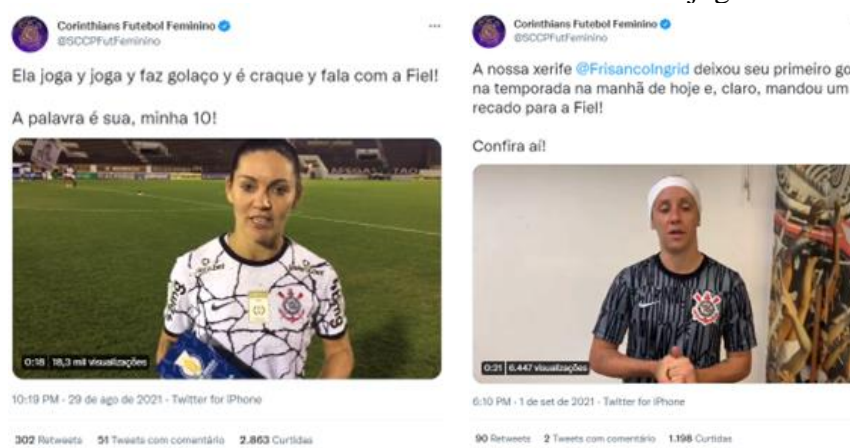 Corinthians Futebol Feminino
@SCCPFutFeminino
Ela joga y joga y faz golaço y é craque y fala com a Fiel!
A palavra é sua, minha 10!
0:18 18,3 mil visualizações
10:19 PM · 29 de ago de 2021 · Twitter for iPhone
302 Retweets 51 Tweets com comentário 2.863 Curtidas
Corinthians Futebol Feminino
@SCCPFutFeminino
A nossa xerife @FrisancoIngrid deixou seu primeiro go
na temporada na manhã de hoje e, claro, mandou um
recado para a Fiel!
Confira aí!
0:21 6.447 visualizações
6:10 PM · 1 de set de 2021 · Twitter for iPhone
90 Retweets 2 Tweets com comentário 1.198 Curtidas